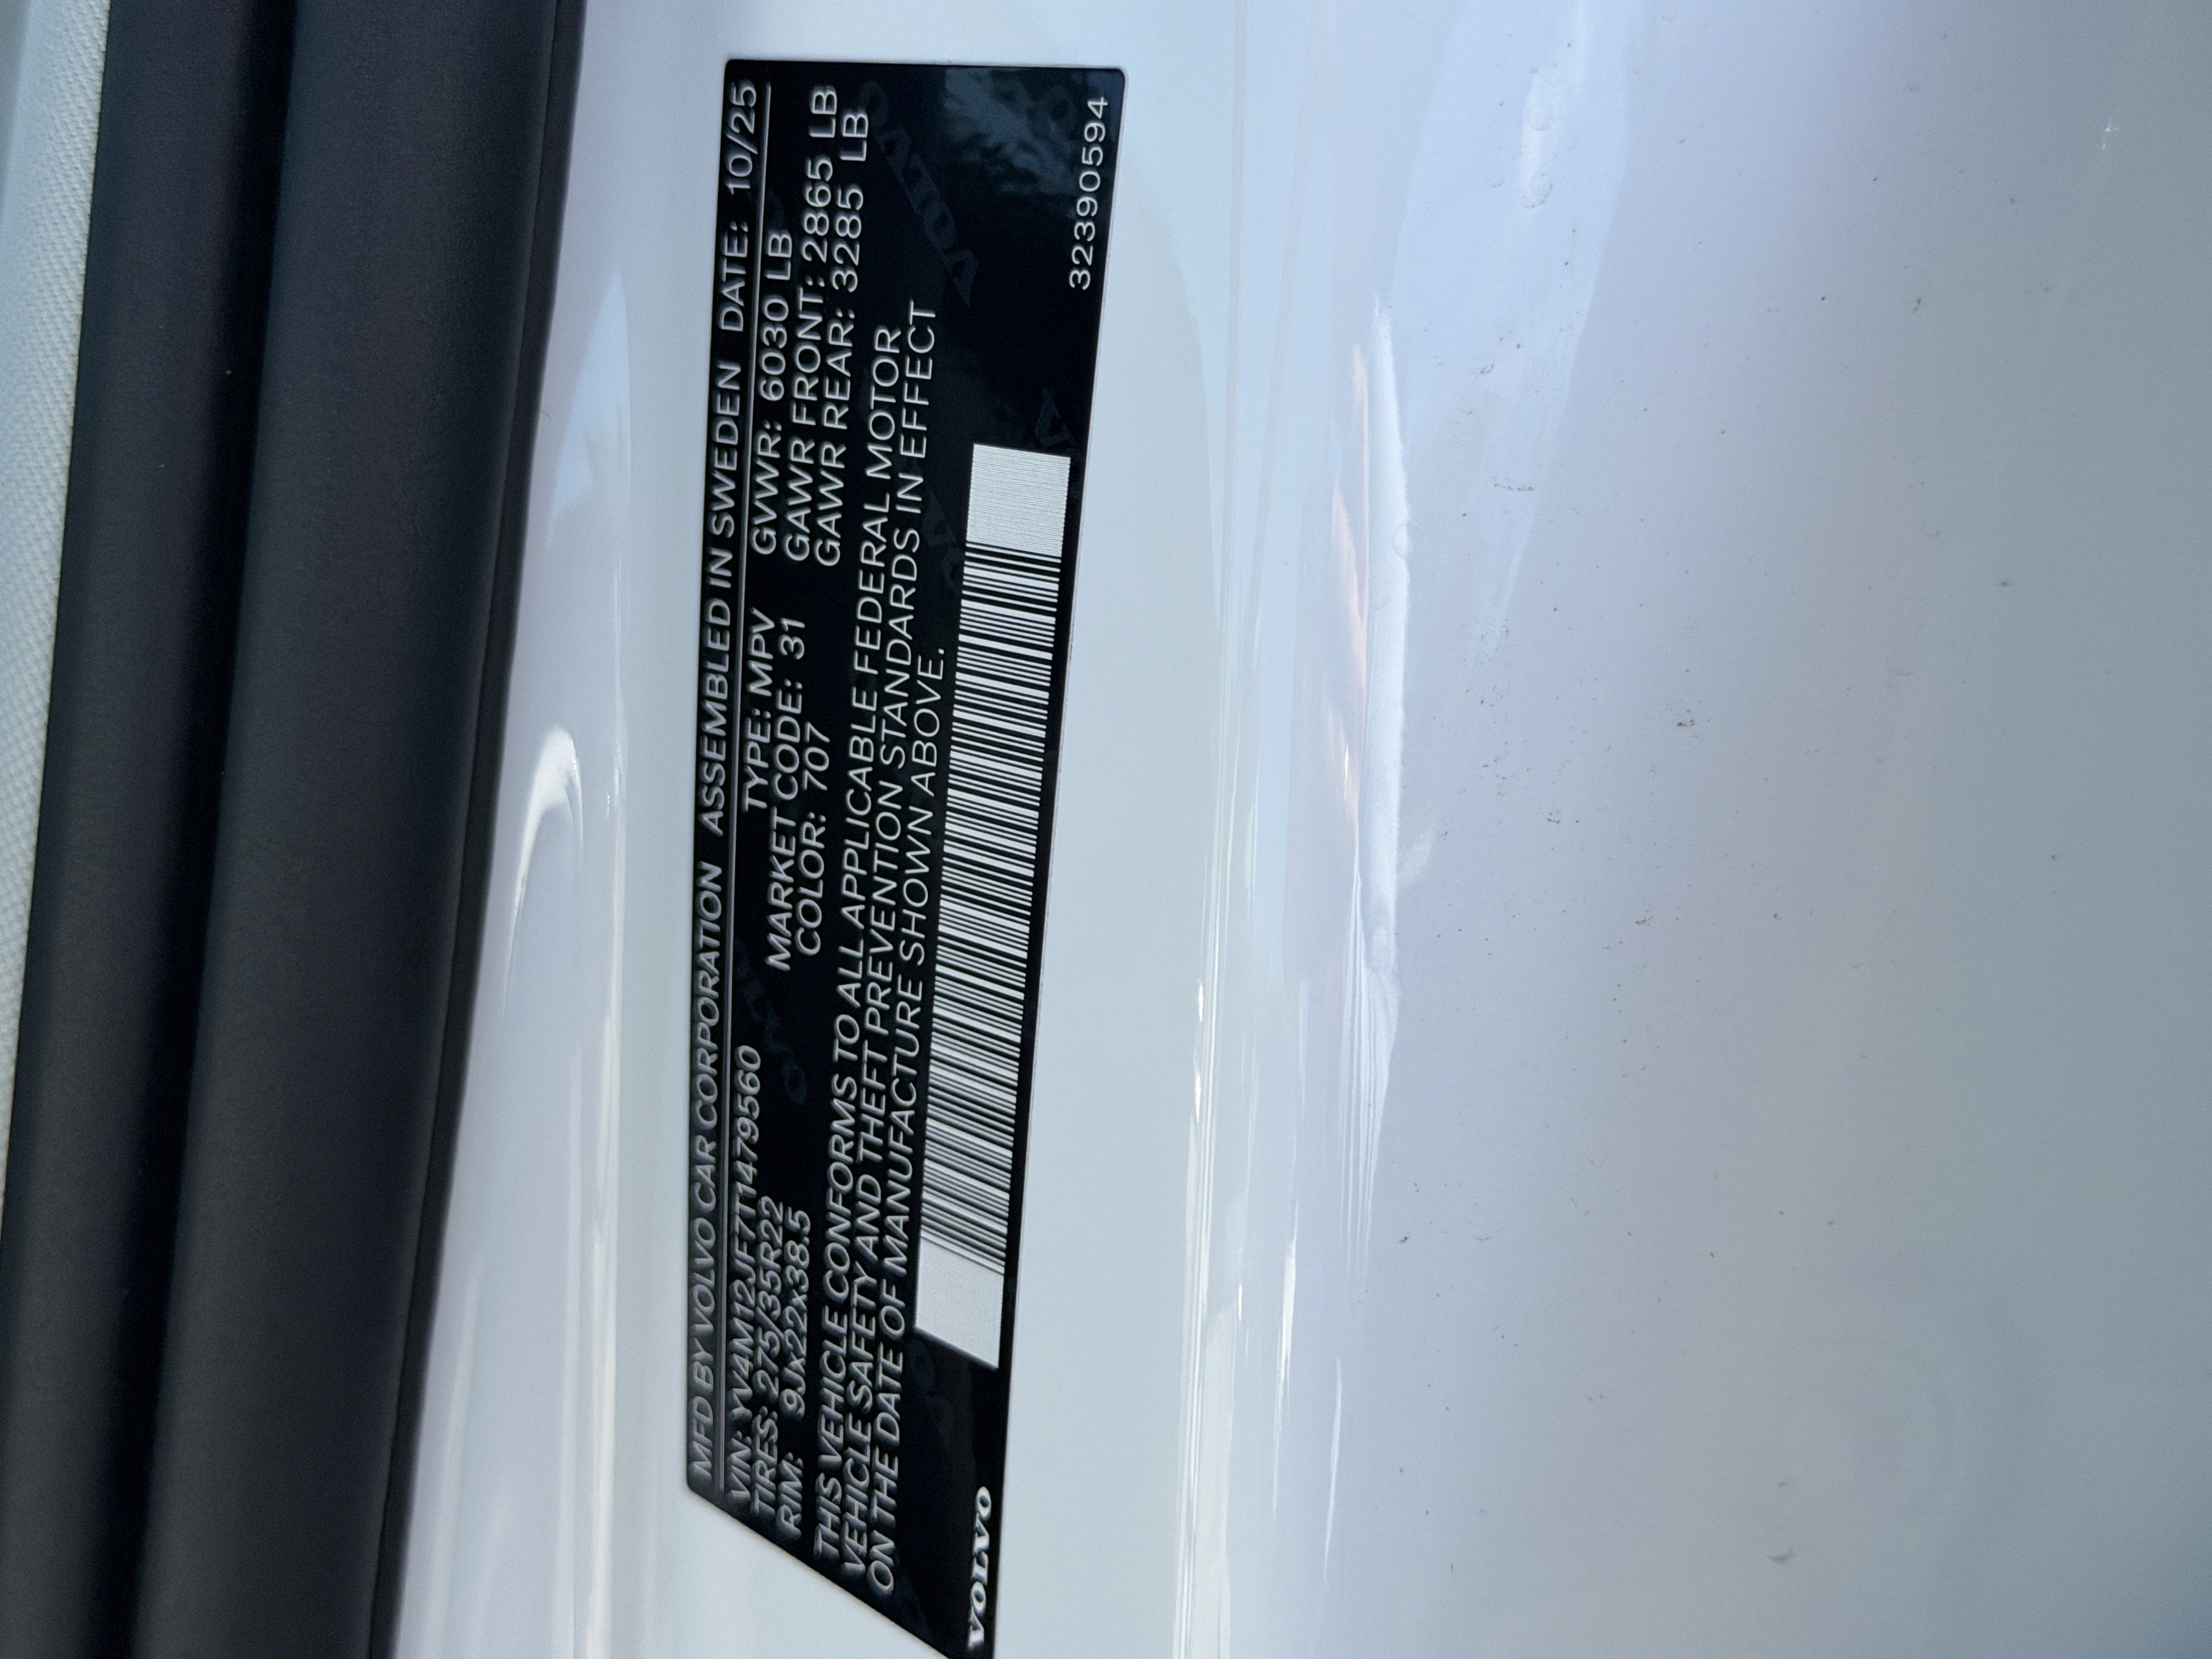 MFD BY VOLVO CAR CORPORATION ASSEMBLED IN SWEDEN DATE: 10/25
VIN: YV4M12JF7T1479560 TYPE: MPV GVWR: 6030 LB
TIRES: 275/35R22 MARKET CODE: 31 GAWR FRONT: 2865 LB
RIM: 9Jx22x38.5 COLOR: 707 GAWR REAR: 3285 LB
THIS VEHICLE CONFORMS TO ALL APPLICABLE FEDERAL MOTOR
VEHICLE SAFETY AND THEFT PREVENTION STANDARDS IN EFFECT
ON THE DATE OF MANUFACTURE SHOWN ABOVE.
VOLVO 32390594